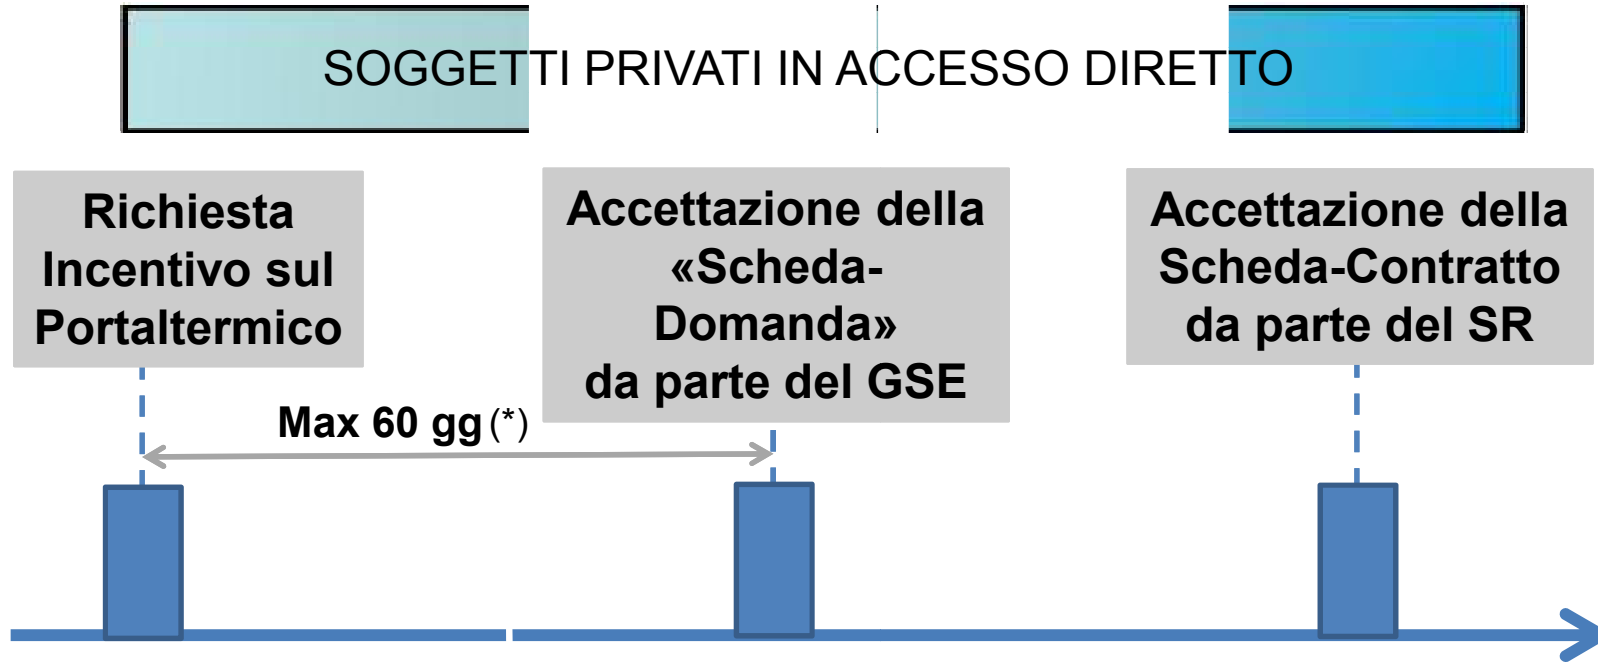 SOGGETTI PRIVATI IN ACCESSO DIRETTO
Richiesta
Incentivo sul
Portaltermico
Accettazione della
«Scheda-
Domanda»
da parte del GSE
Accettazione della
Scheda-Contratto
da parte del SR
Max 60 gg (*)